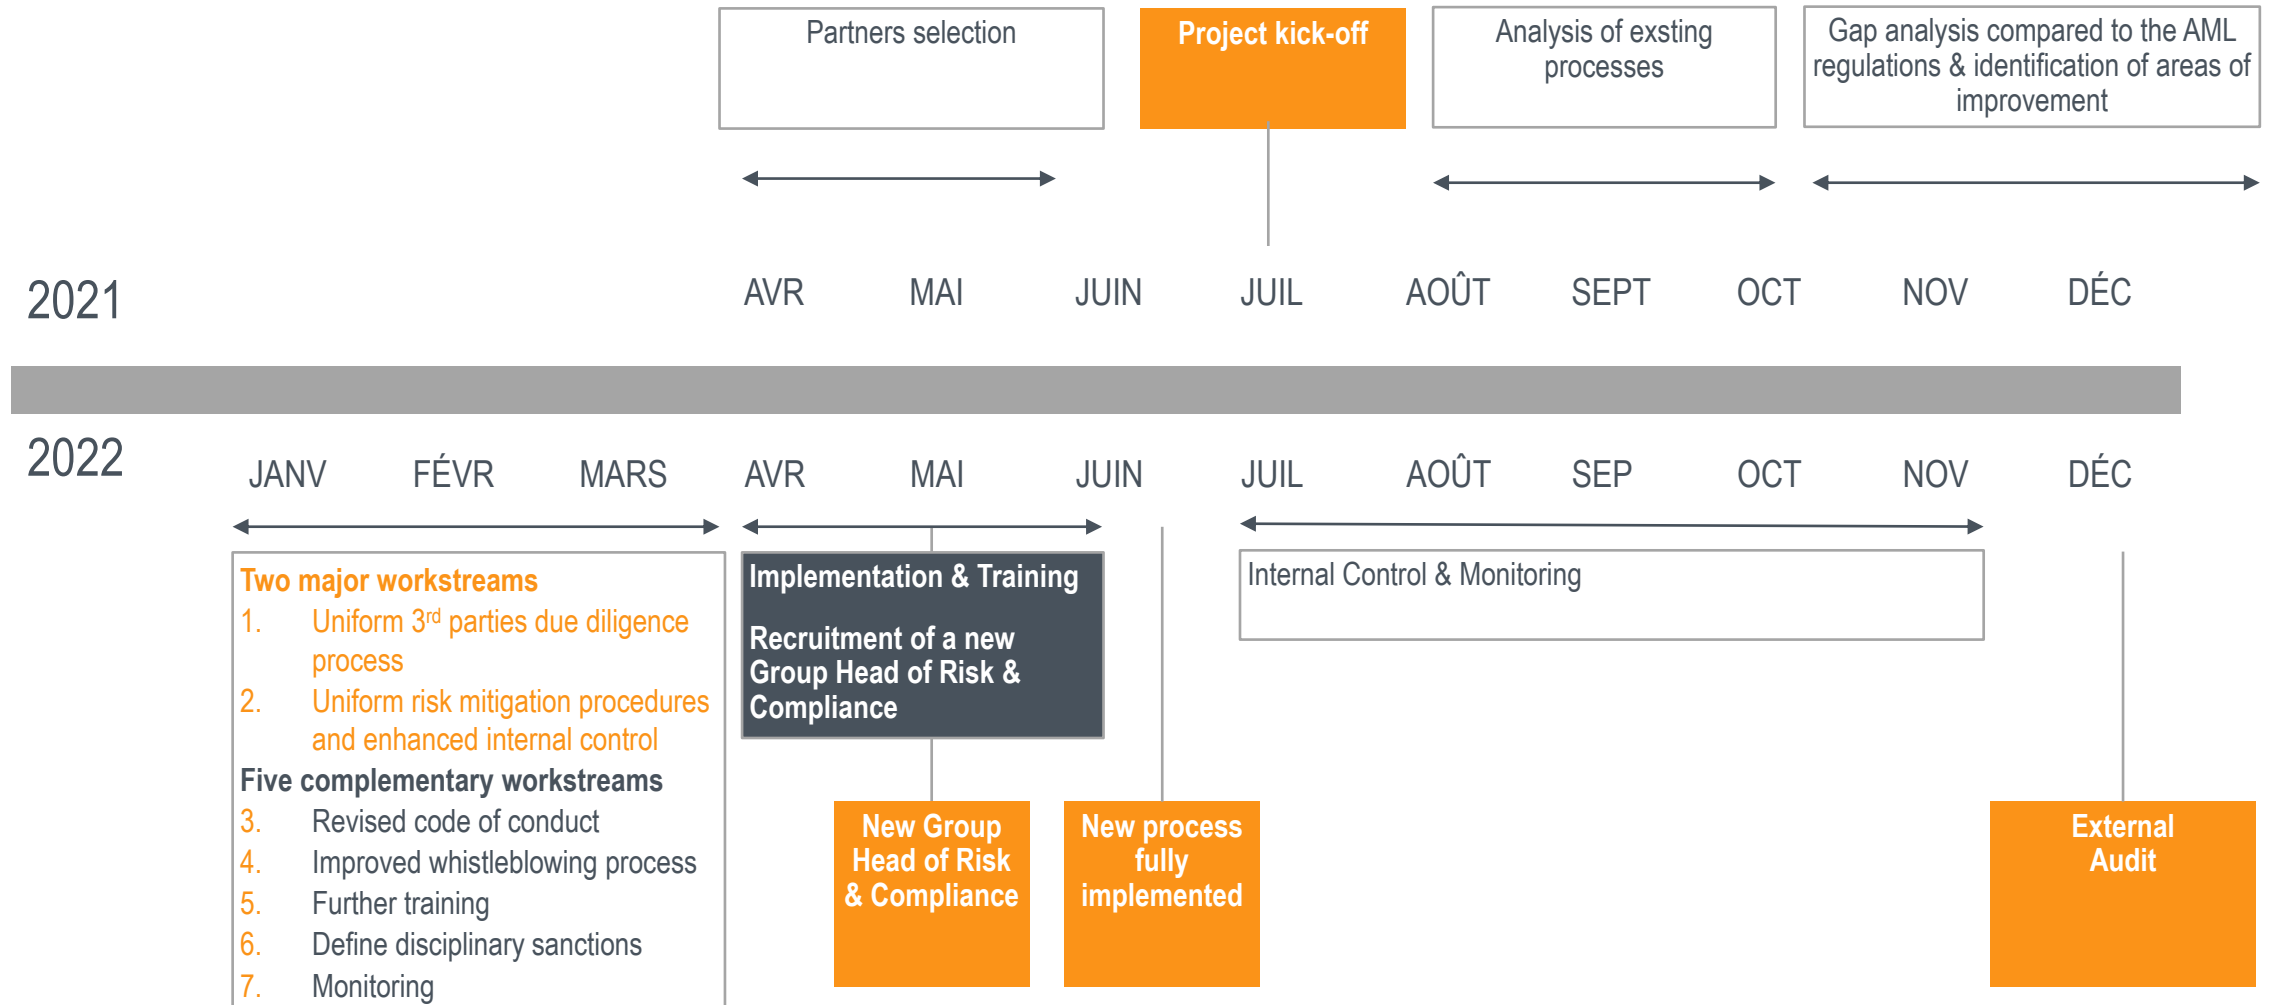 Partners selection
Project kick-off
Analysis of exsting
processes
Gap analysis compared to the AML
regulations & identification of areas of
improvement
2021
AVR MAI JUIN JUIL AOÛT SEPT OCT NOV DÉC
2022
JANV FÉVR MARS AVR MAI JUIN JUIL AOÛT SEP OCT NOV DÉC
Two major workstreams
1. Uniform 3rd parties due diligence
process
2. Uniform risk mitigation procedures
and enhanced internal control
Five complementary workstreams
3. Revised code of conduct
4. Improved whistleblowing process
5. Further training
6. Define disciplinary sanctions
7. Monitoring
Implementation & Training
Recruitment of a new
Group Head of Risk &
Compliance
Internal Control & Monitoring
New Group
Head of Risk
& Compliance
New process
fully
implemented
External
Audit